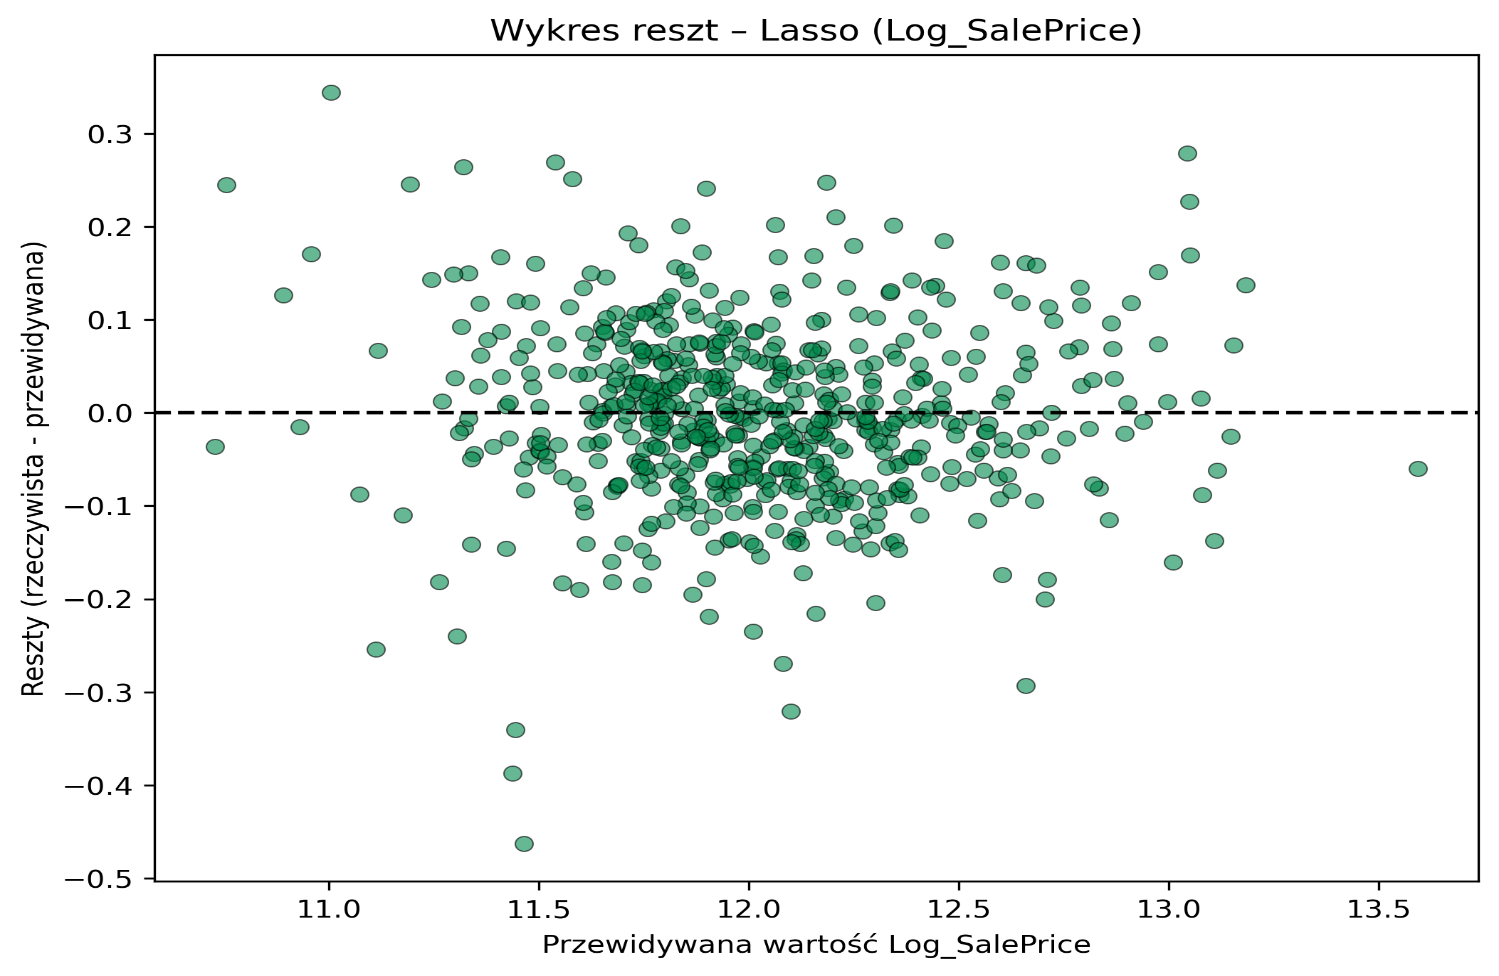 Wykres reszt – Lasso (Log_SalePrice)
Reszty (rzeczywista - przewidywana)
0.3
0.2
0.1
0.0
−0.1
−0.2
−0.3
−0.4
−0.5
11.0 11.5 12.0 12.5 13.0 13.5
Przewidywana wartość Log_SalePrice